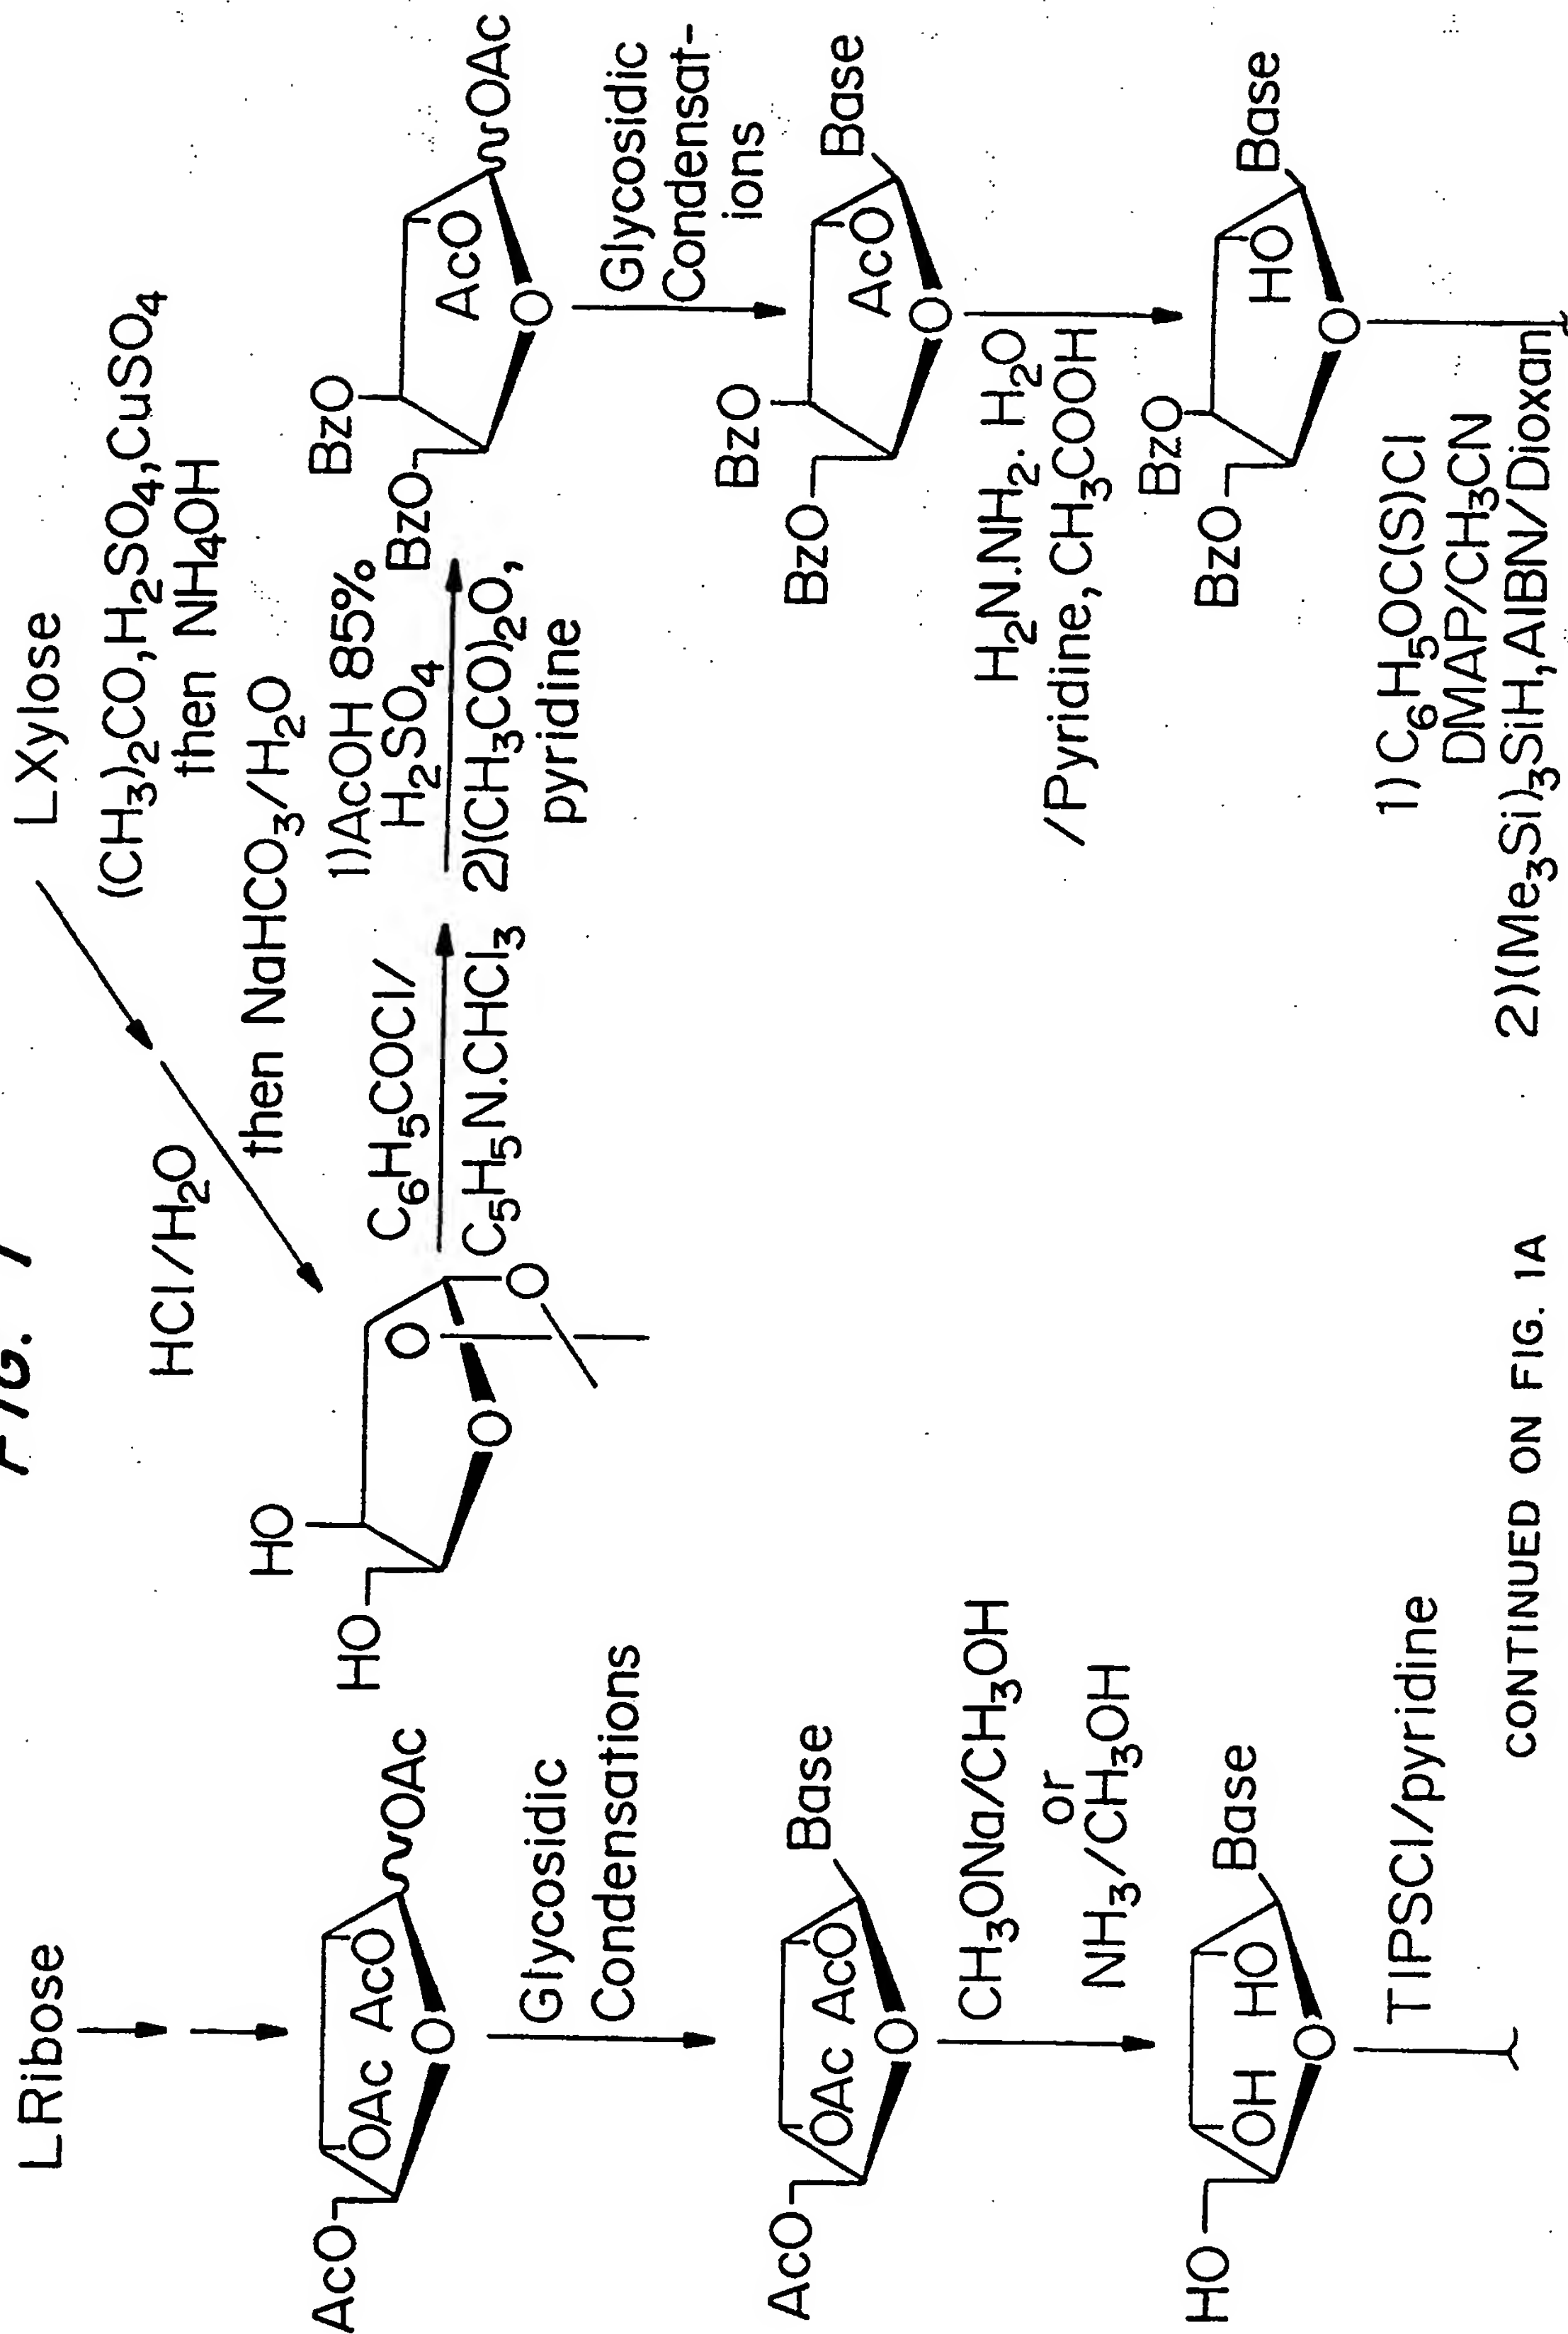 FIG. 1
LRibose
AcO
OAc AcO
O
OAc
Glycosidic
Condensations
AcO
OAc AcO
O
Base
CH3ONa/CH3OH
or
NH3/CH3OH
HO
OH HO
O
Base
TIPSCl/pyridine
LXylose
(CH3)2CO,H2SO4,CuSO4
then NH4OH
HCl/H2O
then NaHCO3/H2O
HO
HO
O
O
O
C6H5COCl/
C5H5N.CHCl3
1)AcOH 85%
H2SO4
2)(CH3CO)2O,
pyridine
BzO
BzO
AcO
O
OAc
Glycosidic
Condensat-
ions
BzO
BzO
AcO
O
Base
H2N.NH2.H2O
/Pyridine,CH3COOH
BzO
BzO
HO
O
Base
1)C6H5OC(S)Cl
DMAP/CH3CN
2)(Me3Si)3SiH,AIBN/Dioxan
CONTINUED ON FIG. 1A